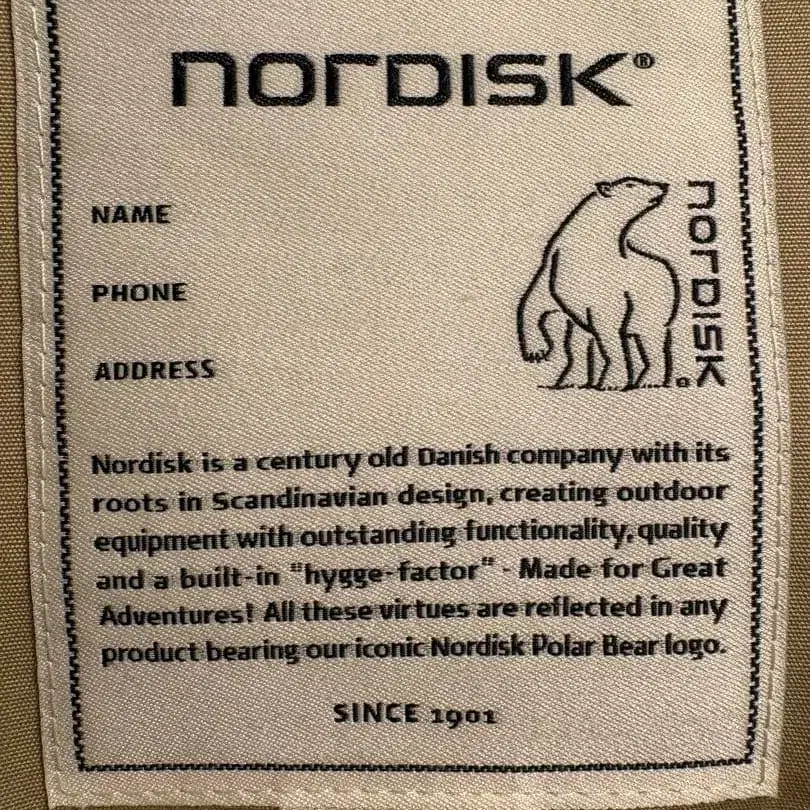 NORDISK®
NAME
NORDISK
PHONE
ADDRESS
Nordisk is a century old Danish company with its
roots in Scandinavian design, creating outdoor
equipment with outstanding functionality, quality
and a built-in "hygge-factor" - Made for Great
Adventures! All these virtues are reflected in any
product bearing our iconic Nordisk Polar Bear logo.
SINCE 1901